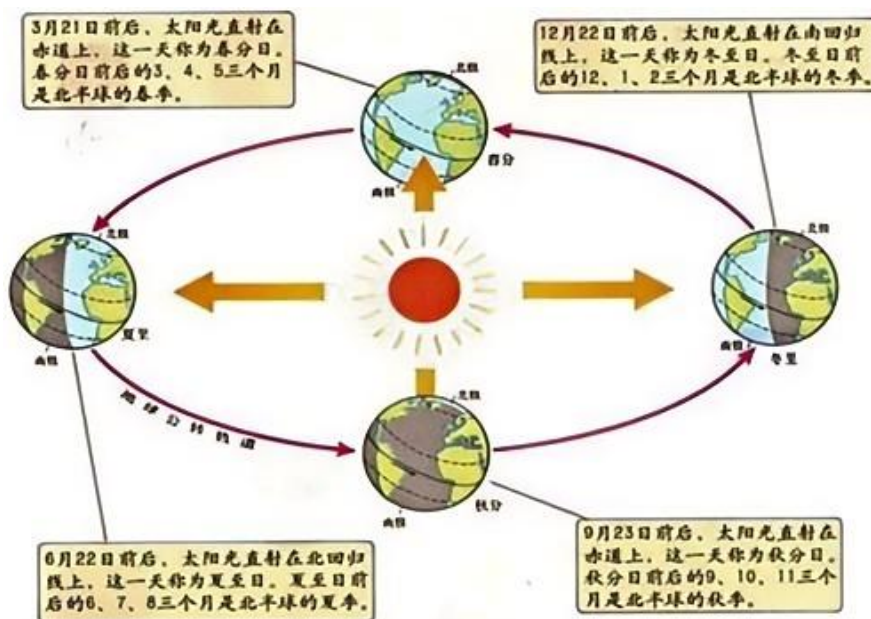 3月21日前后、太阳光直射在
赤道上，这一天称为春分日。
春分日前后的3、4、5三个月
是北半球的春季。
12月22日前后、太阳光直射在南回归
线上，这一天称为冬至日。冬至日前
后的12、1、2三个月是北半球的冬季。
北极
春分
南极
北极
夏至
南极
北极
南极
冬至
地球公转轨道
北极
南极
秋分
6月22日前后、太阳光直射在北回归
线上，这一天称为夏至日。夏至日前
后的6、7、8三个月是北半球的夏季。
9月23日前后、太阳光直射在
赤道上，这一天称为秋分日。
秋分日前后的9、10、11三个
月是北半球的秋季。